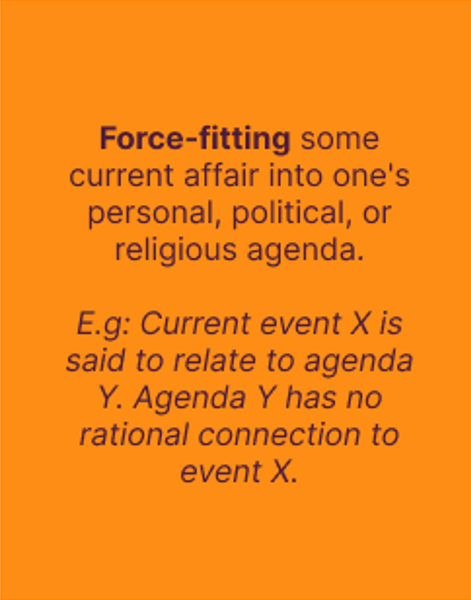 Force-fitting some
current affair into one's
personal, political, or
religious agenda.
E.g: Current event X is
said to relate to agenda
Y. Agenda Y has no
rational connection to
event X.